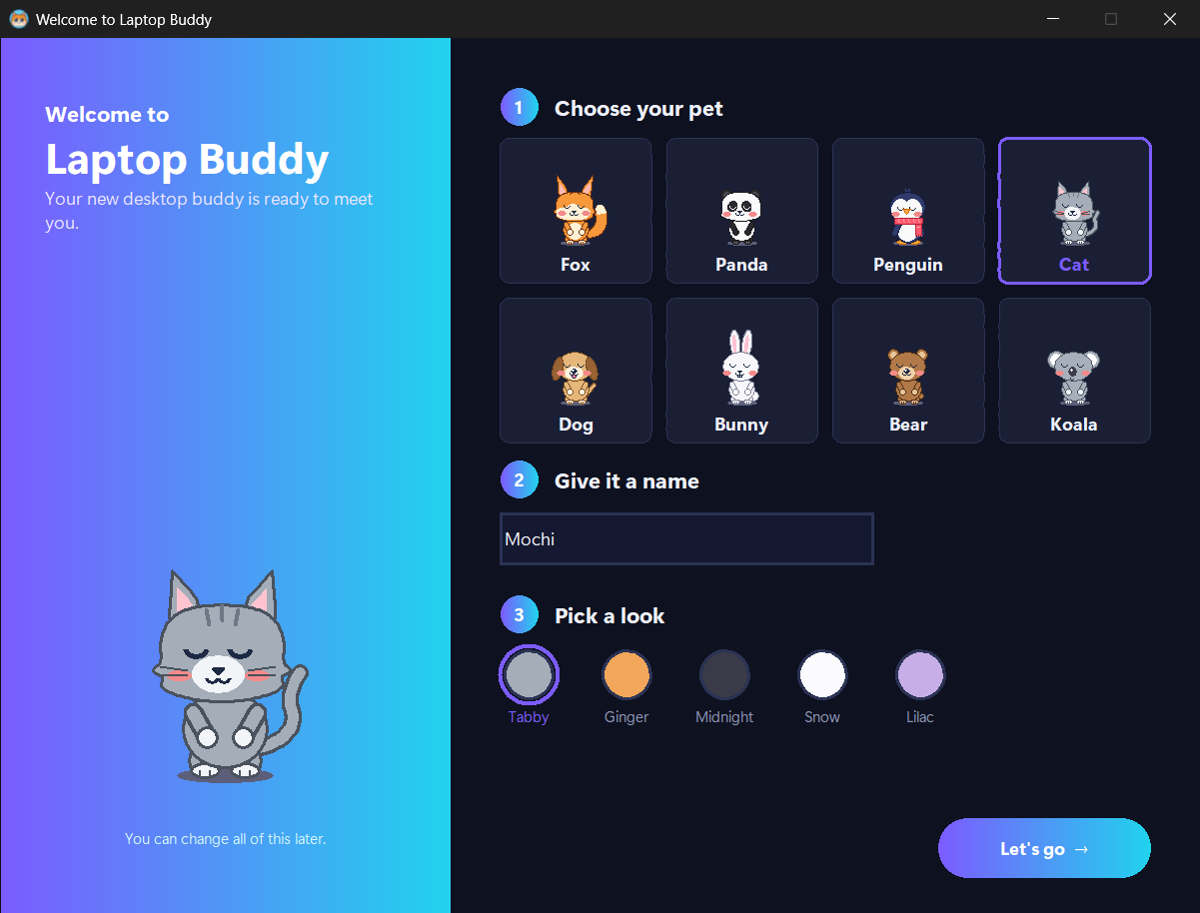 Welcome to Laptop Buddy
Welcome to
Laptop Buddy
Your new desktop buddy is ready to meet
you.
You can change all of this later.
1 Choose your pet
Fox
Panda
Penguin
Cat
Dog
Bunny
Bear
Koala
2 Give it a name
Mochi
3 Pick a look
Tabby
Ginger
Midnight
Snow
Lilac
Let's go →